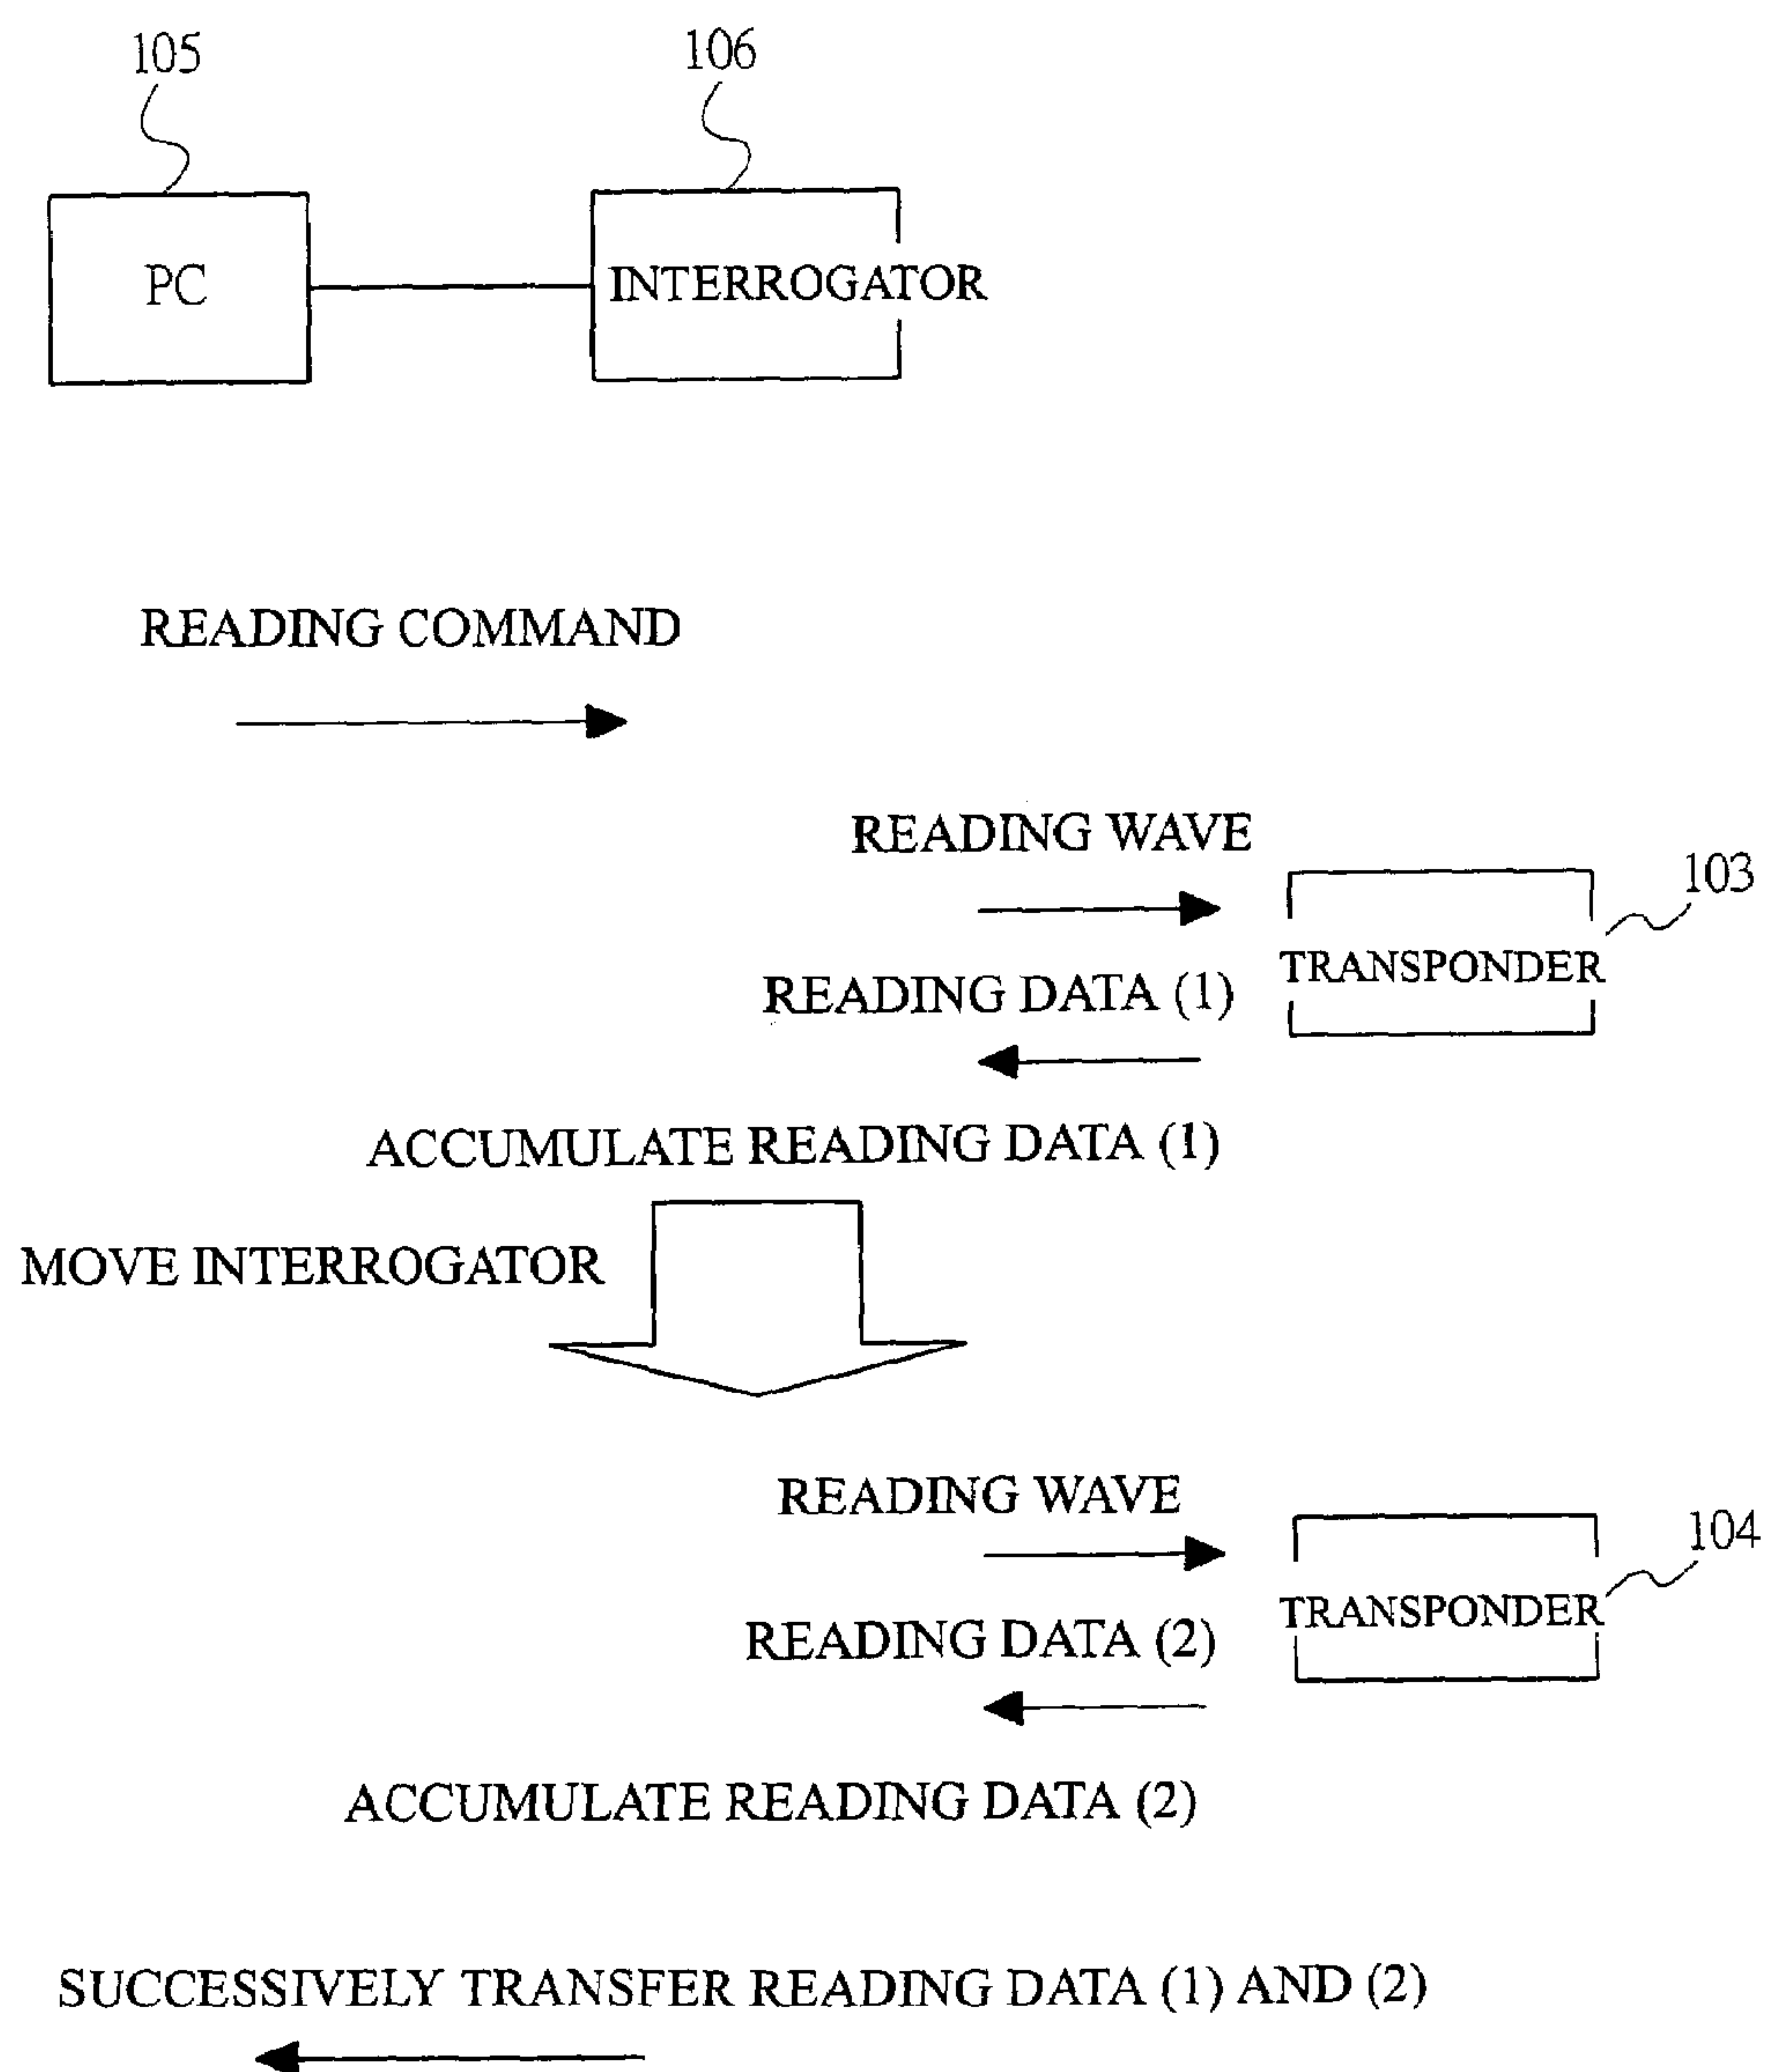 105
106
PC
INTERROGATOR
READING COMMAND
READING WAVE
103
TRANSPONDER
READING DATA (1)
ACCUMULATE READING DATA (1)
MOVE INTERROGATOR
READING WAVE
104
TRANSPONDER
READING DATA (2)
ACCUMULATE READING DATA (2)
SUCCESSIVELY TRANSFER READING DATA (1) AND (2)